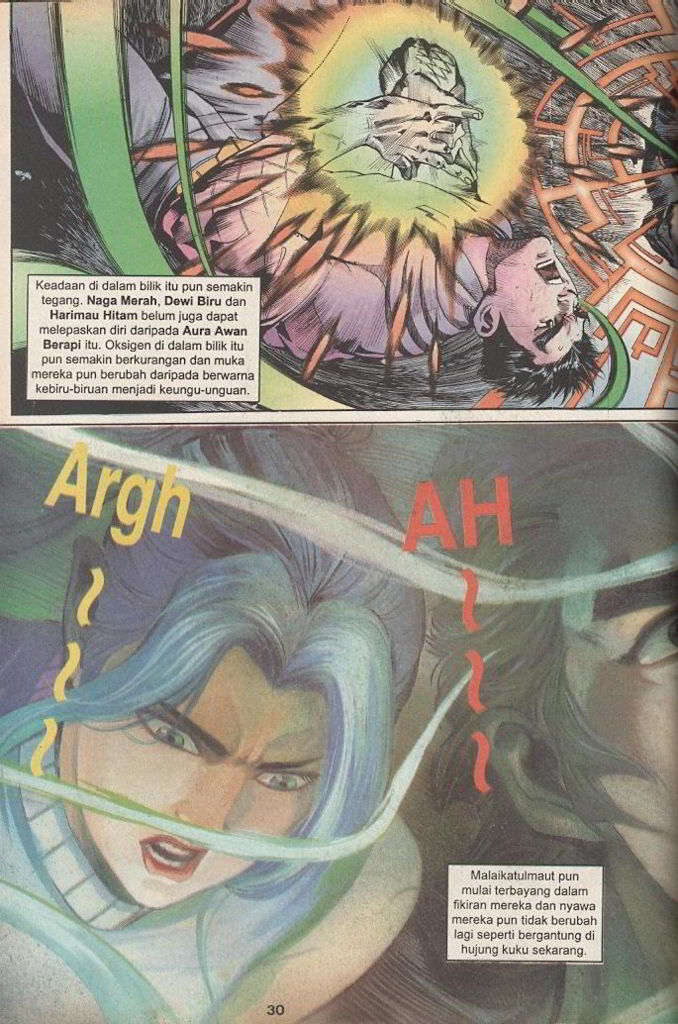 Keadaan di dalam bilik itu pun semakin
tegang. Naga Merah, Dewi Biru dan
Harimau Hitam belum juga dapat
melepaskan diri daripada Aura Awan
Berapi itu. Oksigen di dalam bilik itu
pun semakin berkurangan dan muka
mereka pun berubah daripada berwarna
kebiru-biruan menjadi keungu-unguan.
Argh
~
~
~
AH
~
~
~
Malaikatulmaut pun
mulai terbayang dalam
fikiran mereka dan nyawa
mereka pun tidak berubah
lagi seperti bergantung di
hujung kuku sekarang.
30